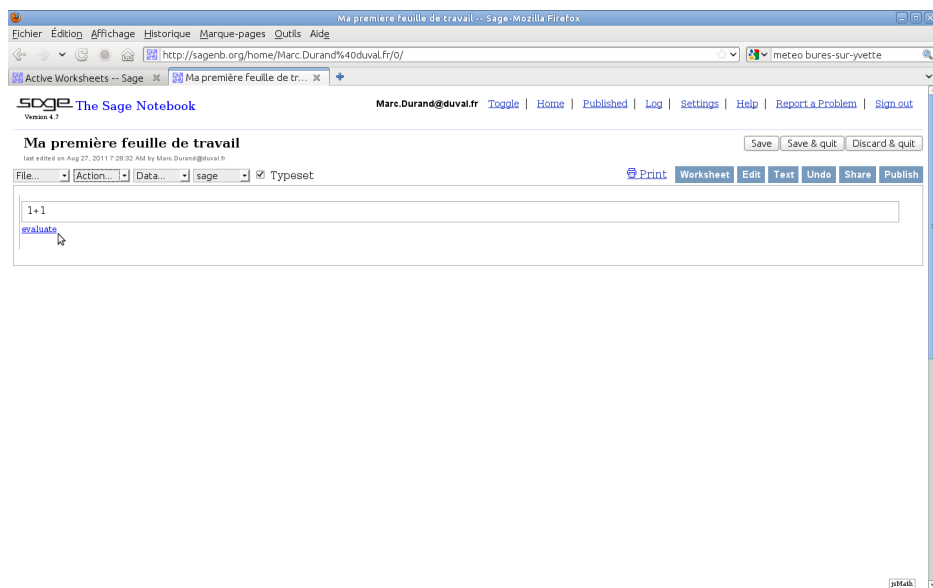 Ma première feuille de travail -- Sage-Mozilla Firefox
Fichier Édition Affichage Historique Marque-pages Outils Aide
http://sagenb.org/home/Marc.Durand%40duval.fr/0/ meteo bures-sur-yvette
Active Worksheets -- Sage Ma première feuille de tr...
sage The Sage Notebook Marc.Durand@duval.fr Toggle | Home | Published | Log | Settings | Help | Report a Problem | Sign out
Version 4.7
Ma première feuille de travail Save Save & quit Discard & quit
last edited on Aug 27, 2011 7:28:32 AM by Marc.Durand@duval.fr
File... Action... Data... sage Typeset Print Worksheet Edit Text Undo Share Publish
1+1
evaluate
jsMath